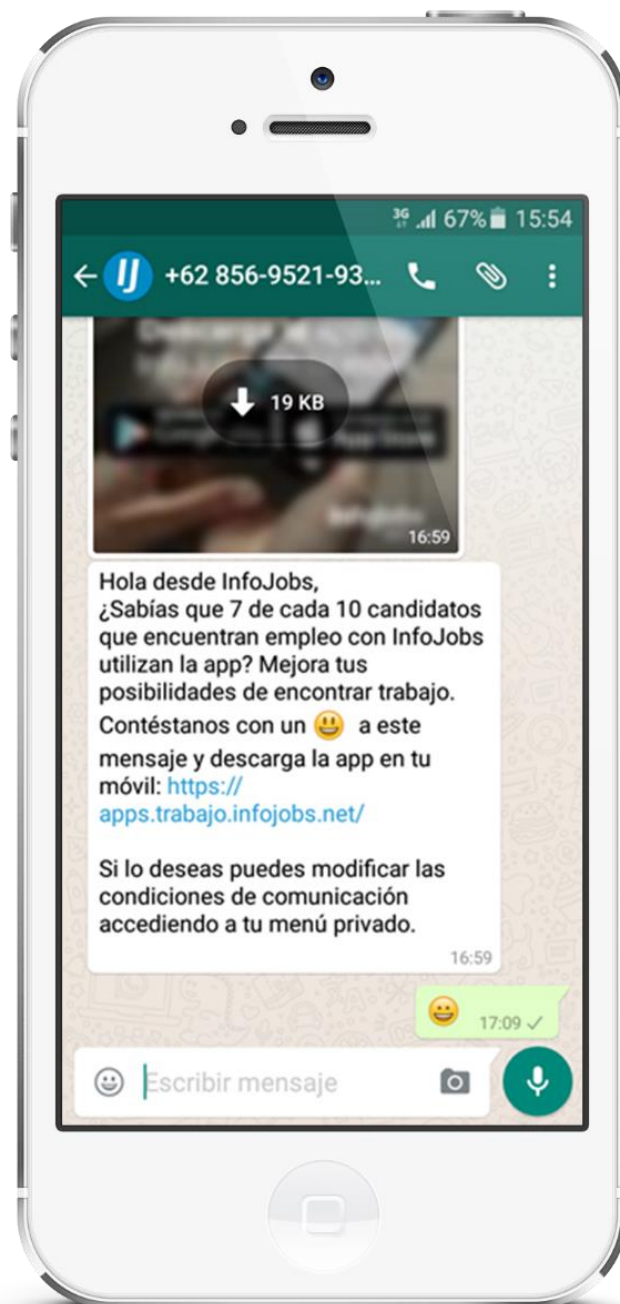 3G 67% 15:54
IJ +62 856-9521-93...
Descarga
19 KB
16:59
Hola desde InfoJobs,
¿Sabías que 7 de cada 10 candidatos
que encuentran empleo con InfoJobs
utilizan la app? Mejora tus
posibilidades de encontrar trabajo.
Contéstanos con un 😃 a este
mensaje y descarga la app en tu
móvil: https://
apps.trabajo.infojobs.net/
Si lo deseas puedes modificar las
condiciones de comunicación
accediendo a tu menú privado.
16:59
😀 17:09
Escribir mensaje